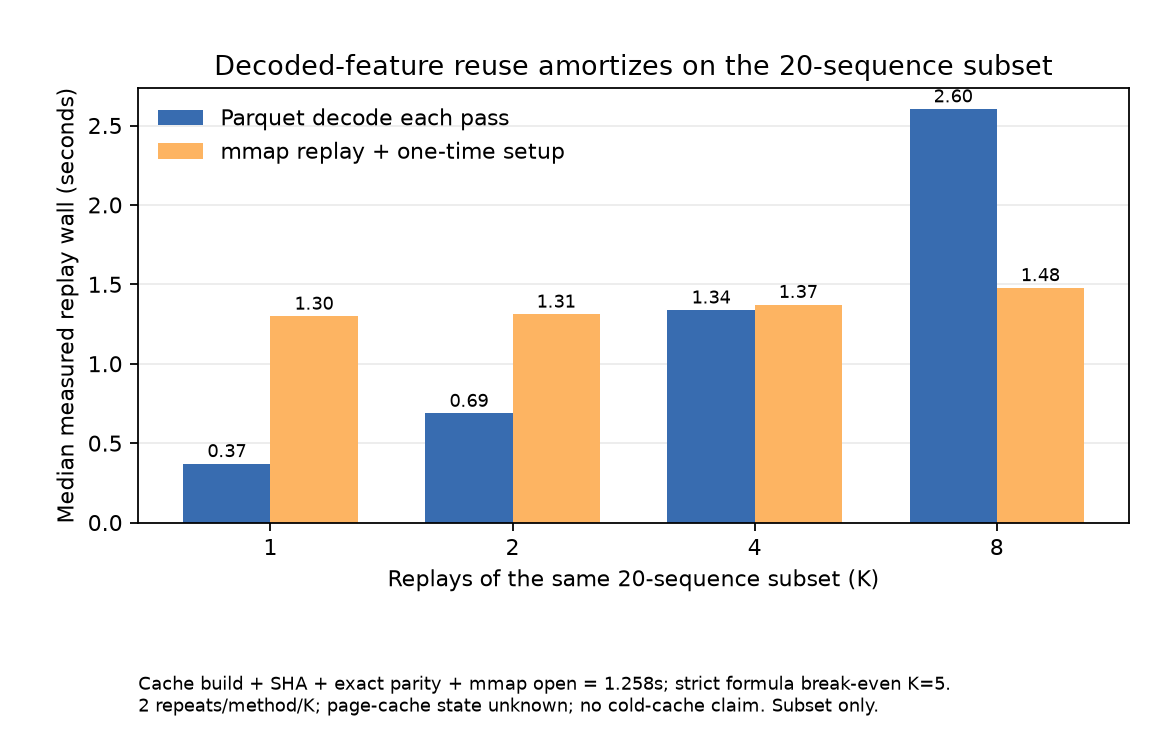 Decoded-feature reuse amortizes on the 20-sequence subset
Median measured replay wall (seconds)
2.5
2.0
1.5
1.0
0.5
0.0
Parquet decode each pass
mmap replay + one-time setup
0.37
1.30
0.69
1.31
1.34
1.37
2.60
1.48
1
2
4
8
Replays of the same 20-sequence subset (K)
Cache build + SHA + exact parity + mmap open = 1.258s; strict formula break-even K=5.
2 repeats/method/K; page-cache state unknown; no cold-cache claim. Subset only.